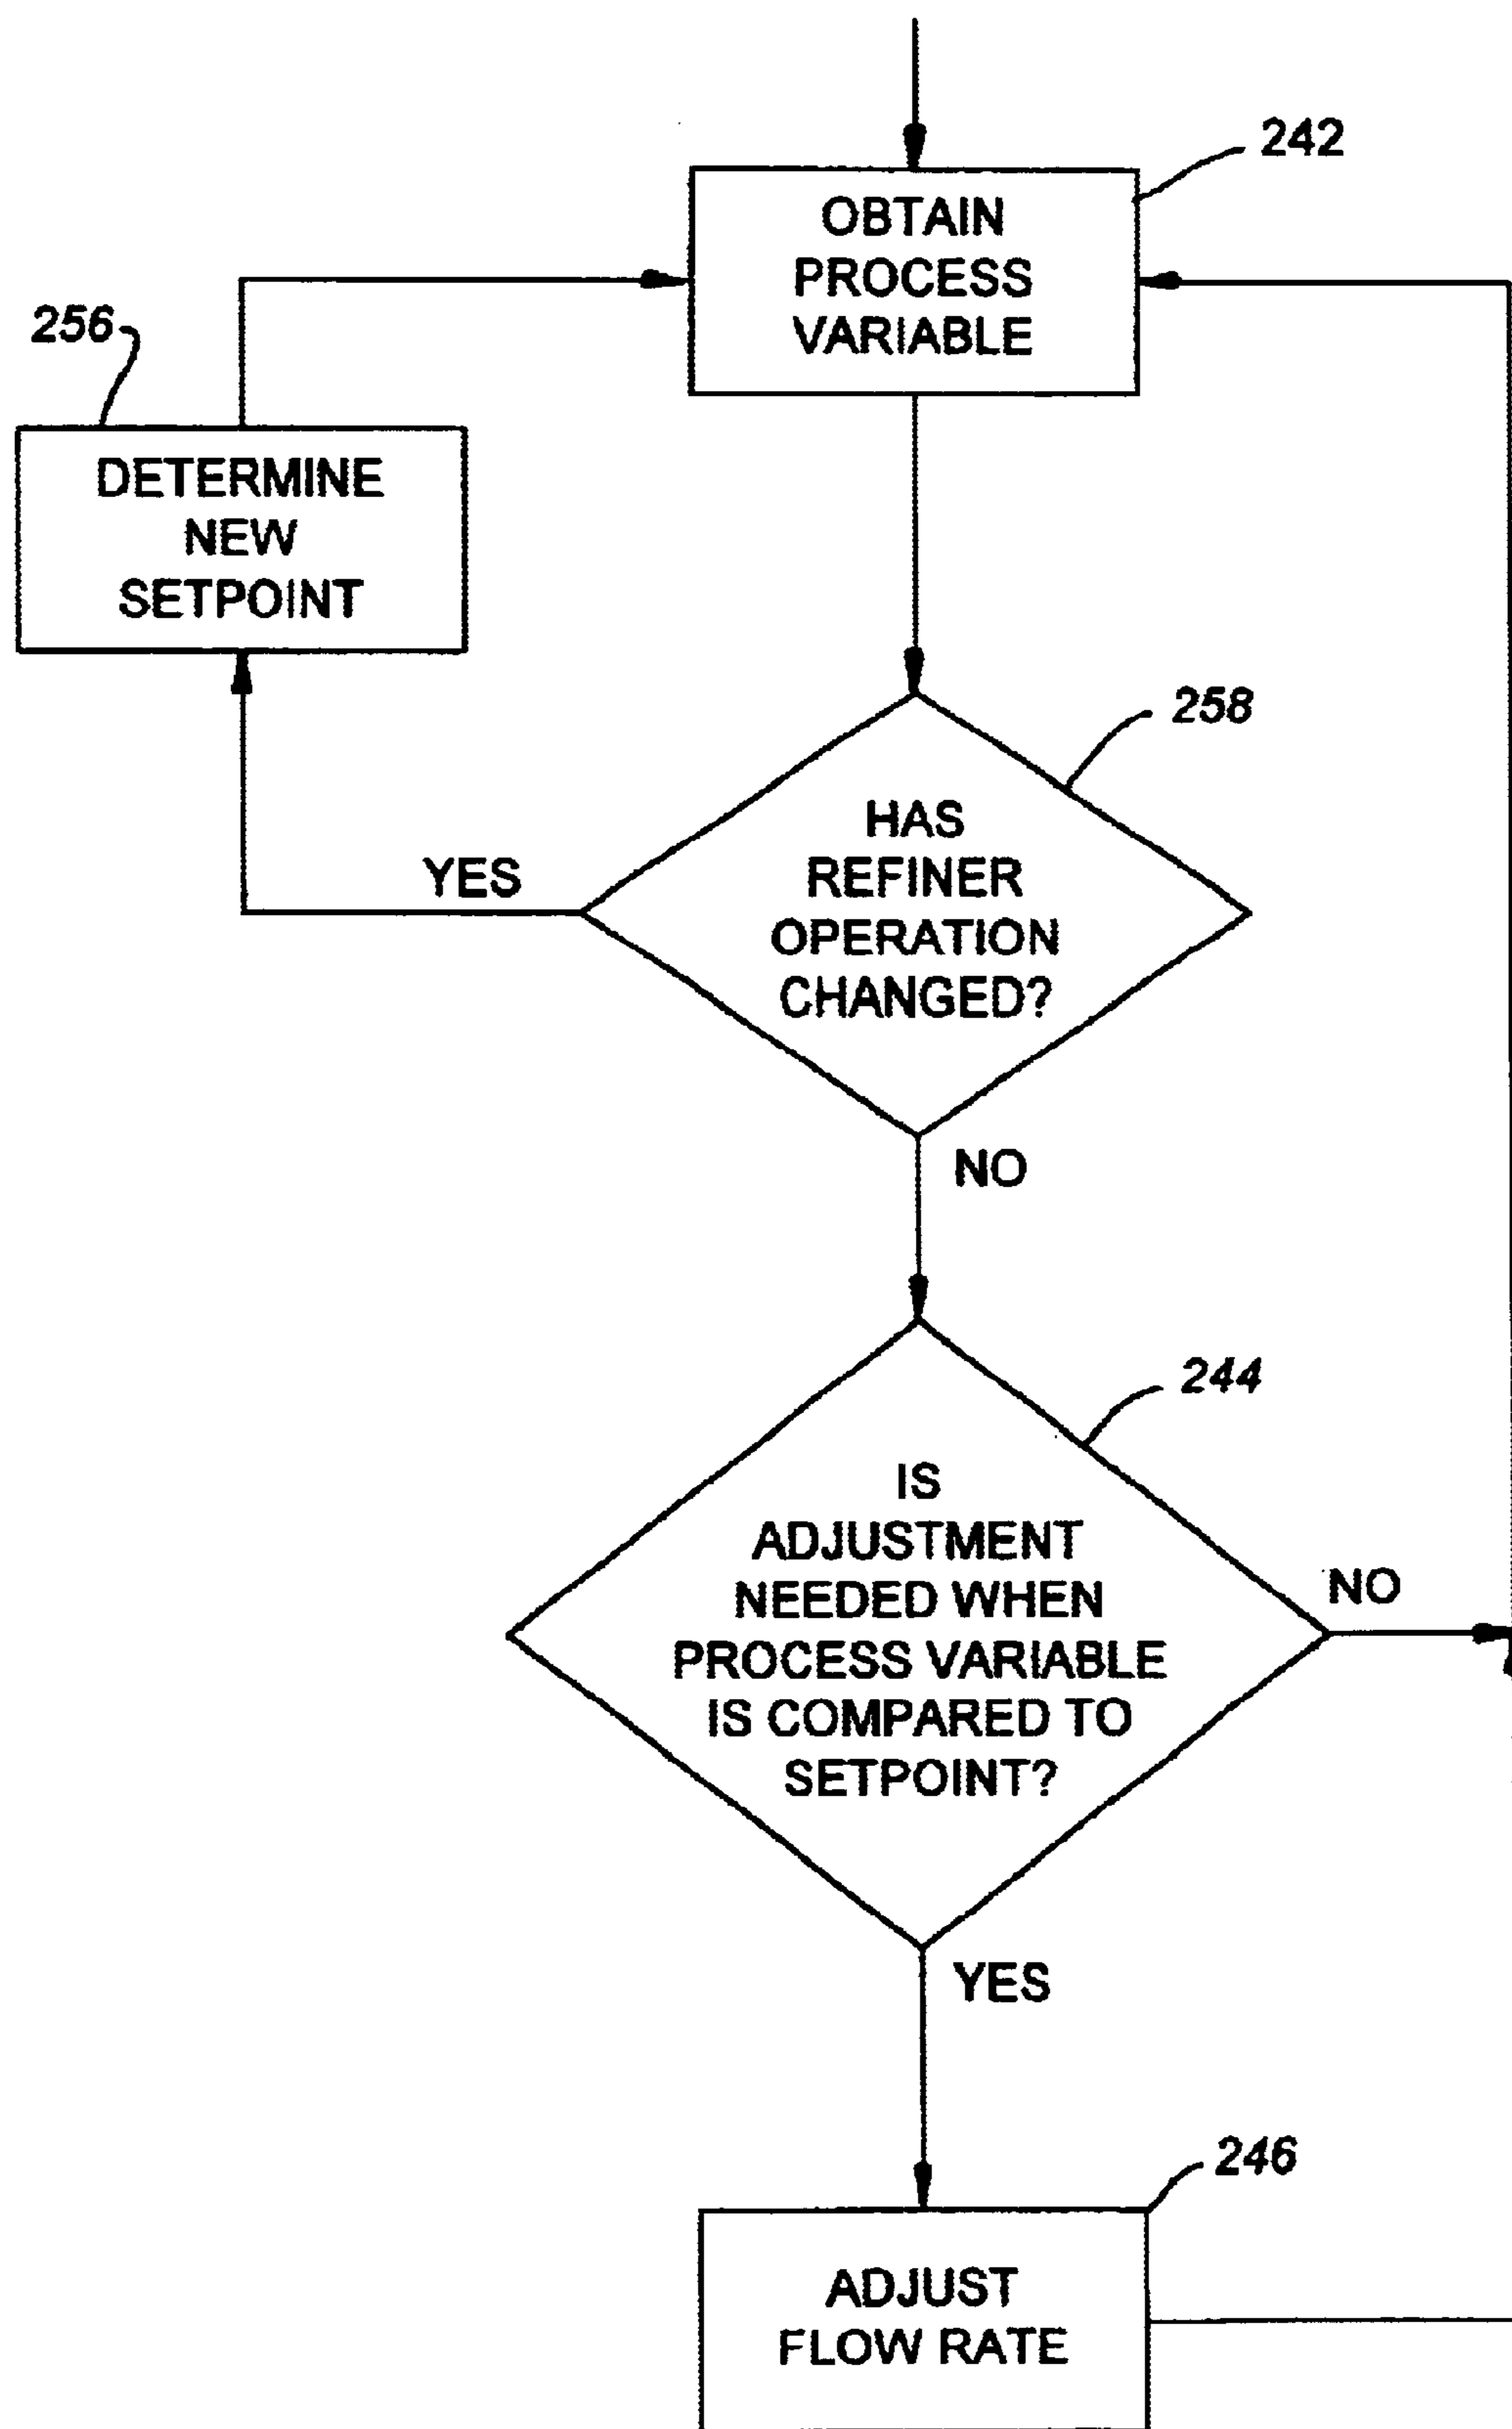 242
OBTAIN
PROCESS
VARIABLE
256
DETERMINE
NEW
SETPOINT
258
HAS
REFINER
OPERATION
CHANGED?
YES
NO
244
IS
ADJUSTMENT
NEEDED WHEN
PROCESS VARIABLE
IS COMPARED TO
SETPOINT?
NO
YES
246
ADJUST
FLOW RATE